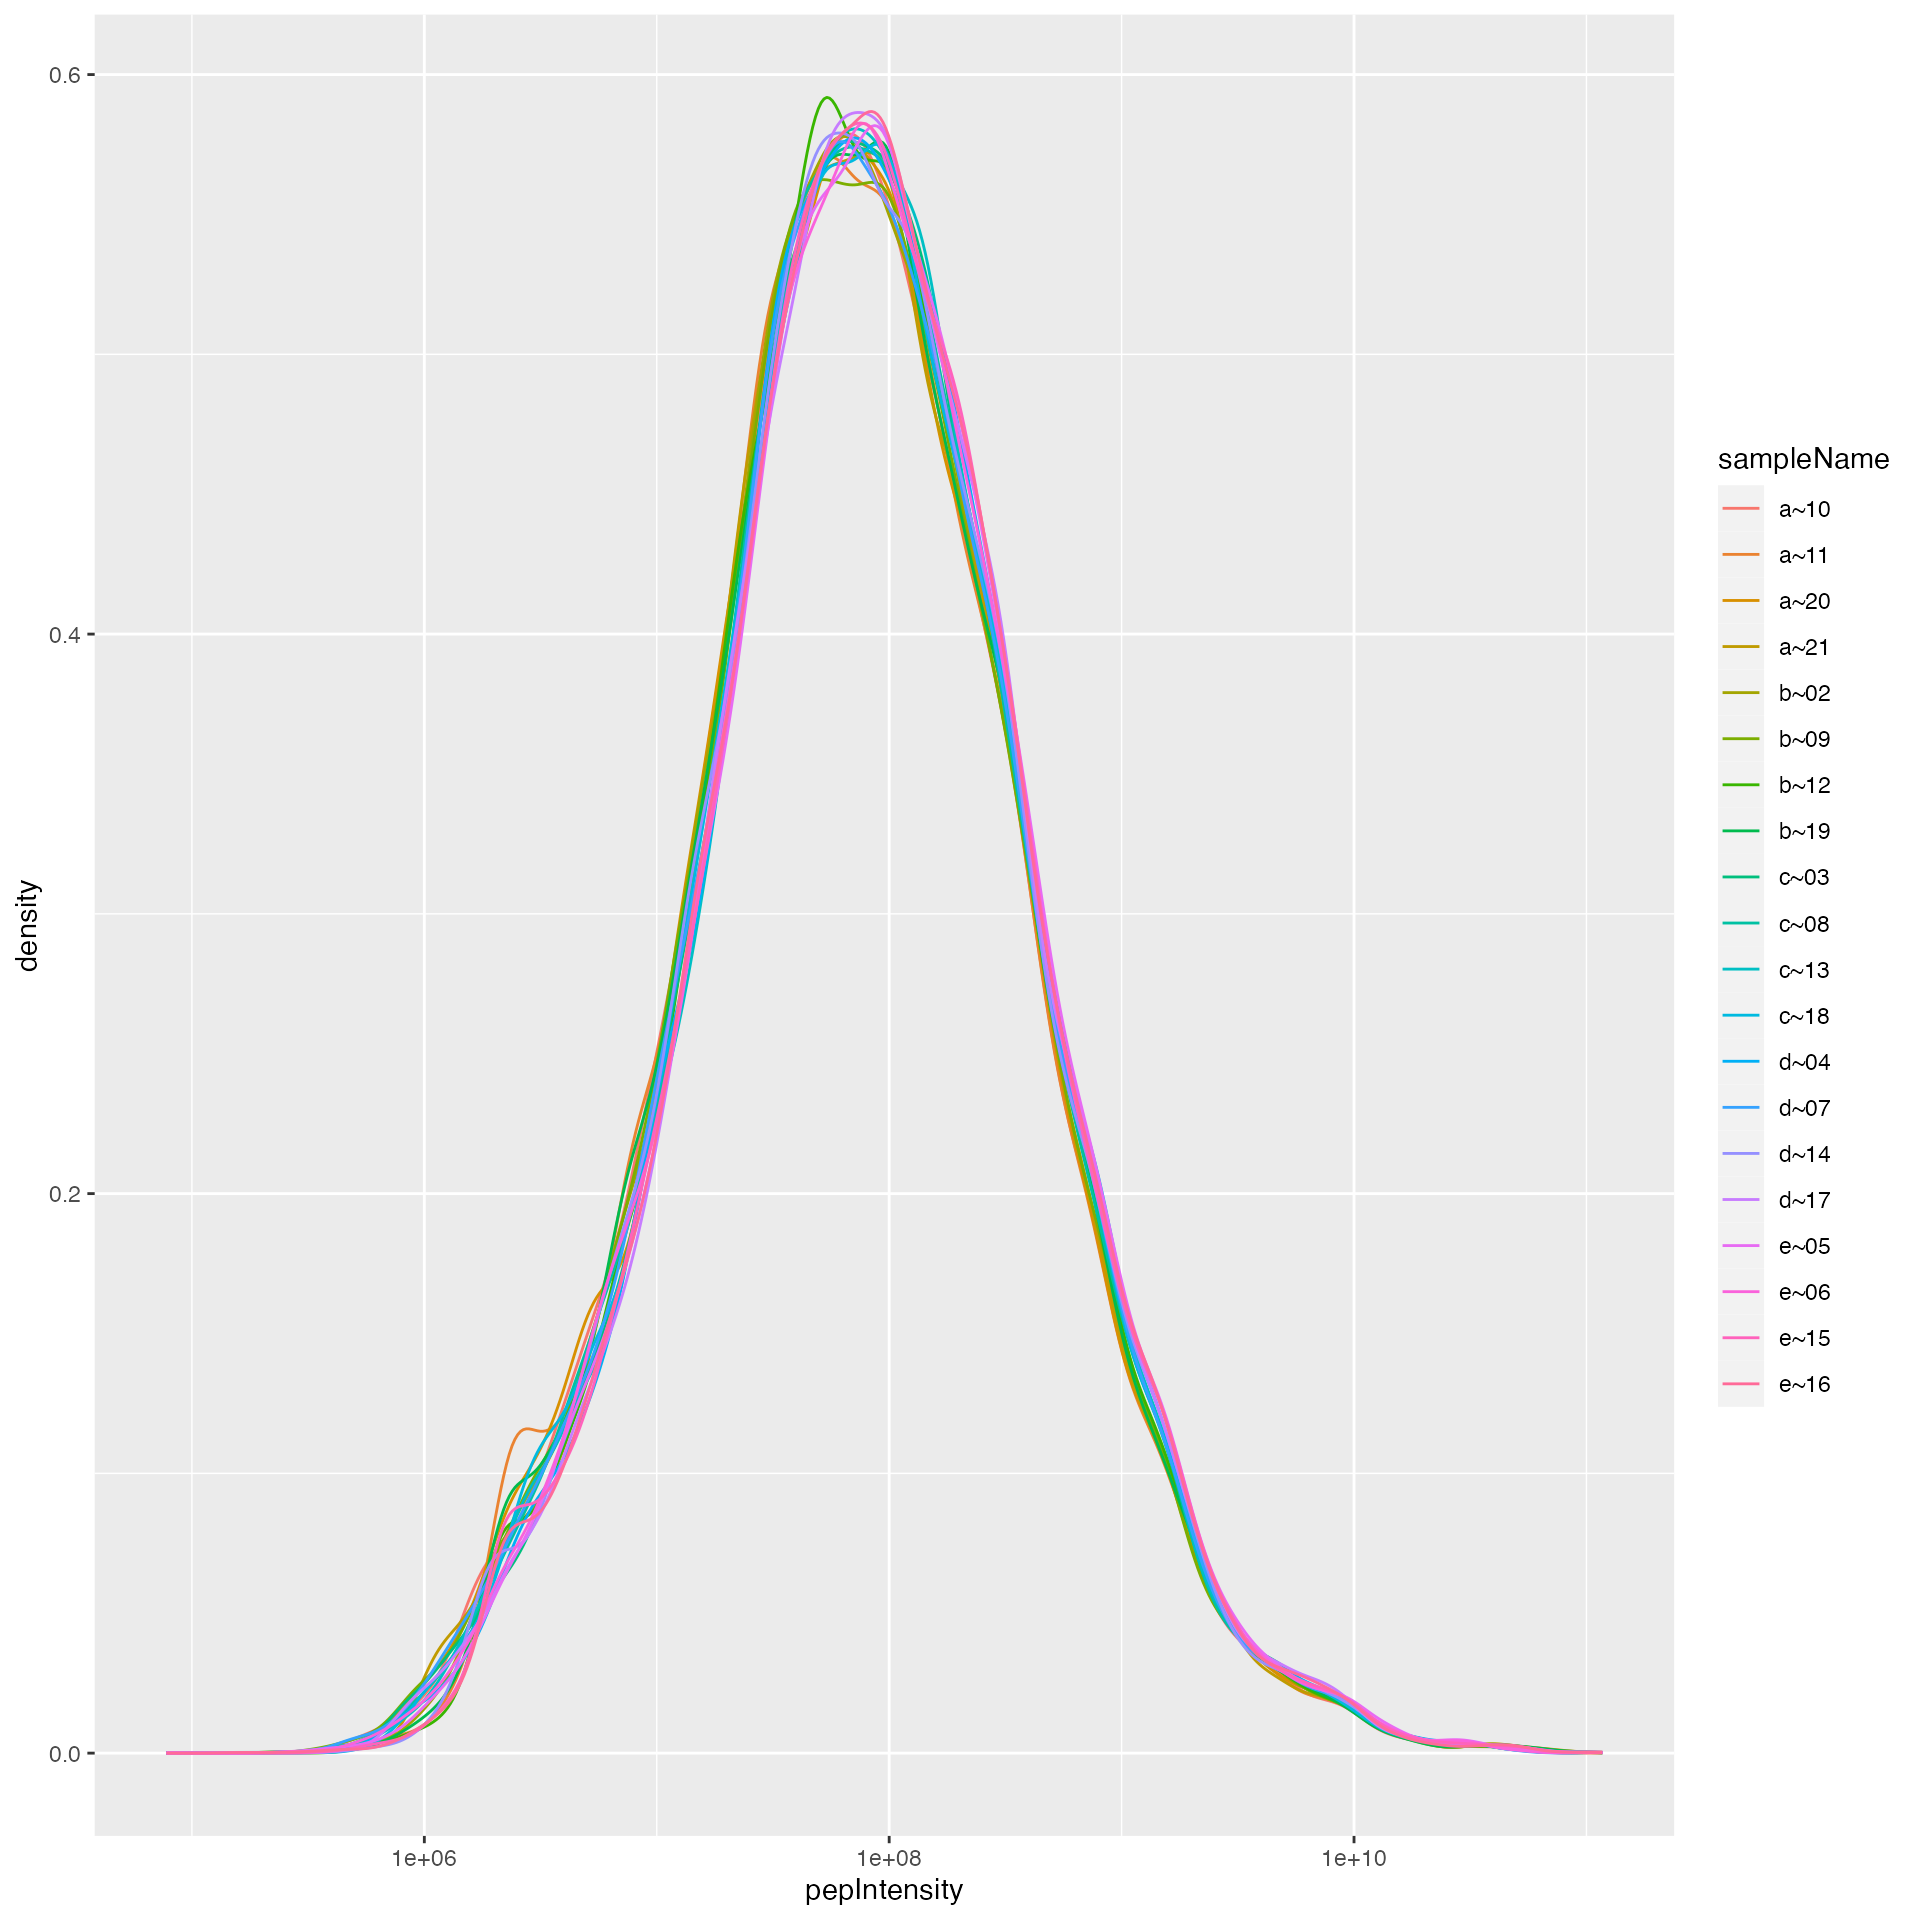 0.6
0.4
0.2
0.0
density
1e+06
1e+08
1e+10
pepIntensity
sampleName
a~10
a~11
a~20
a~21
b~02
b~09
b~12
b~19
c~03
c~08
c~13
c~18
d~04
d~07
d~14
d~17
e~05
e~06
e~15
e~16